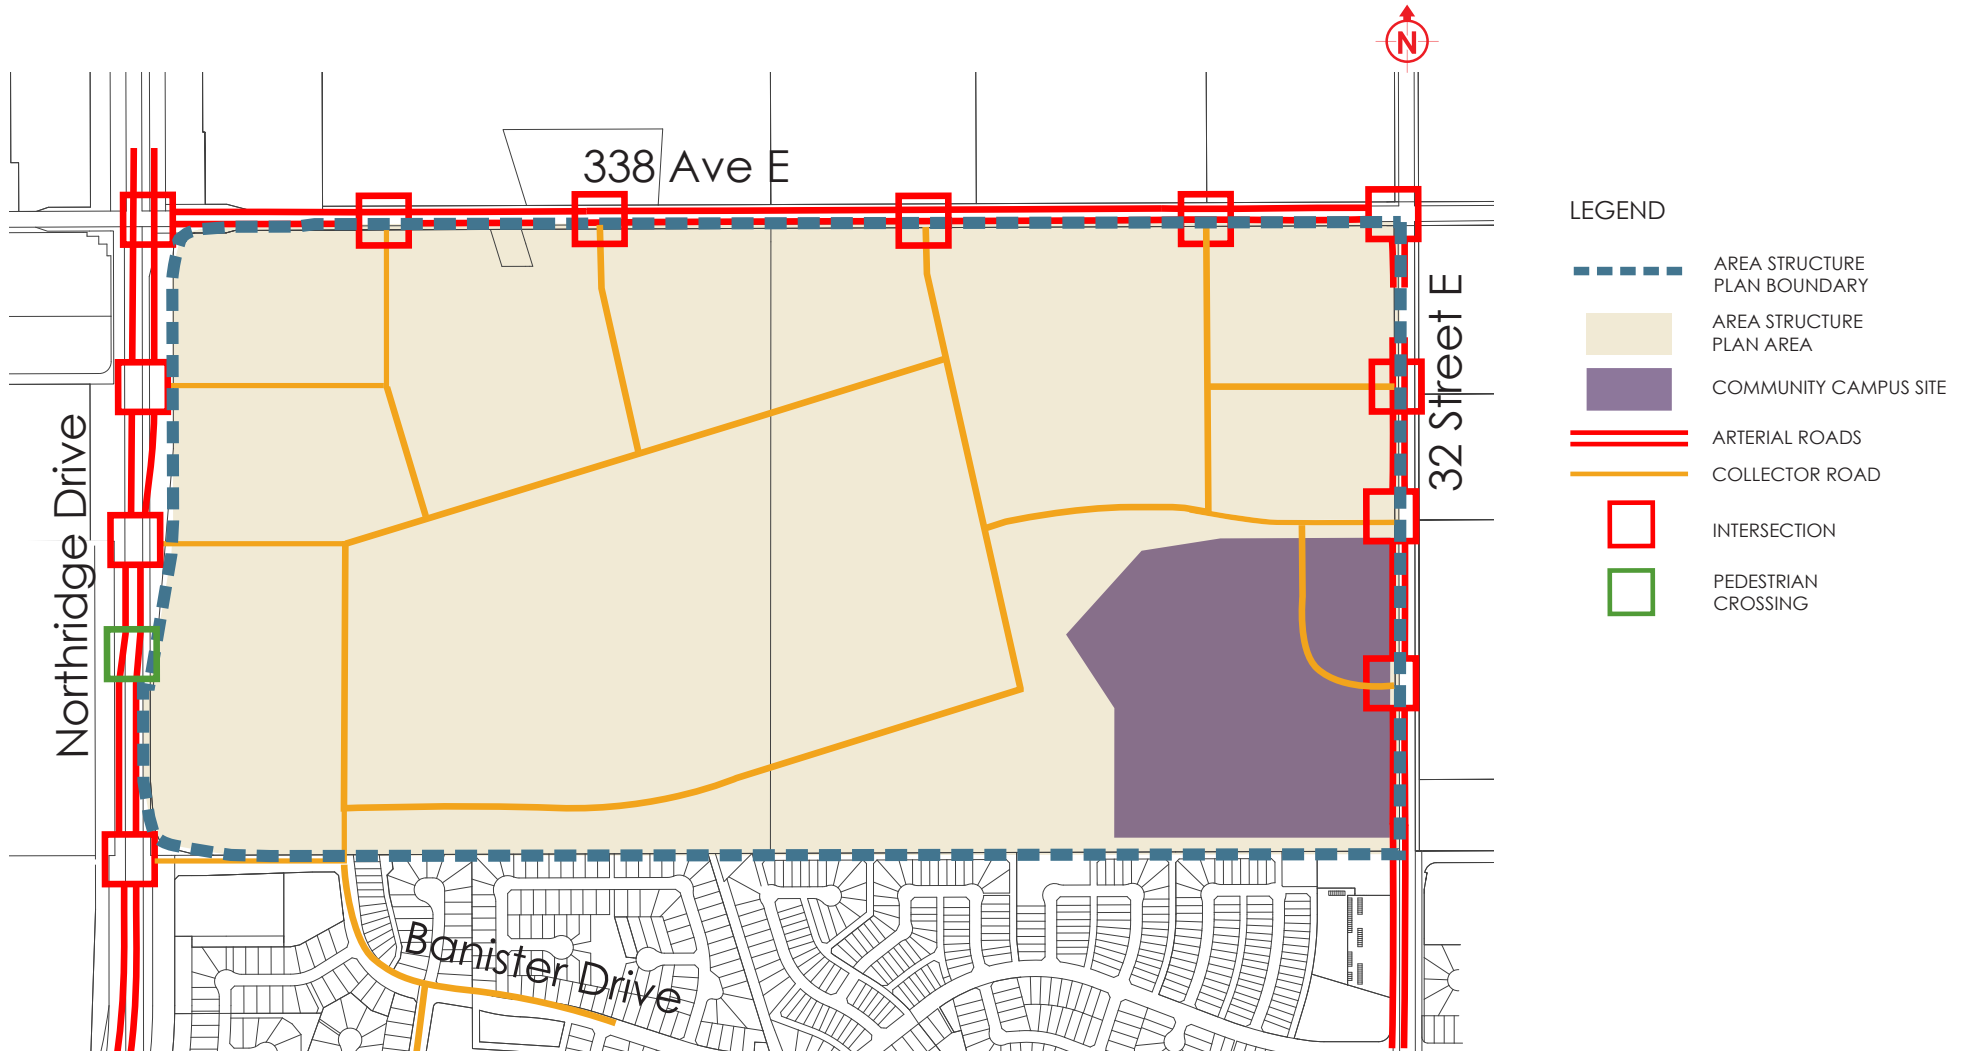 N
338 Ave E
32 Street E
Northridge Drive
Banister Drive
LEGEND
AREA STRUCTURE
PLAN BOUNDARY
AREA STRUCTURE
PLAN AREA
COMMUNITY CAMPUS SITE
ARTERIAL ROADS
COLLECTOR ROAD
INTERSECTION
PEDESTRIAN
CROSSING